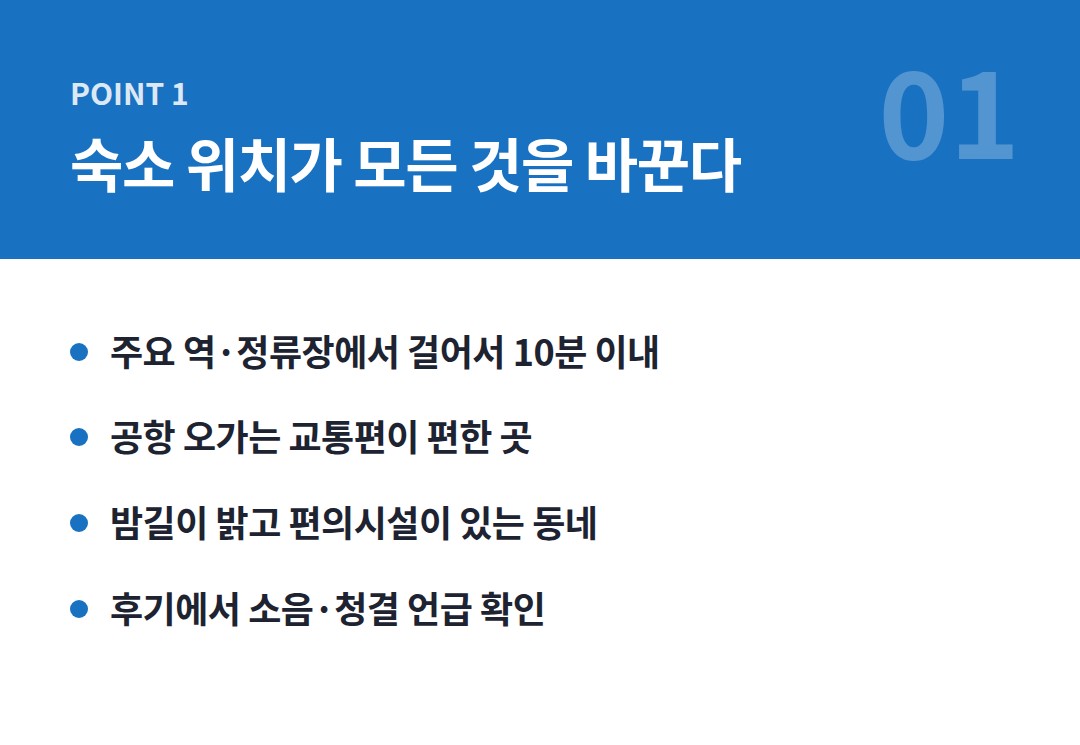 POINT 1
01
숙소 위치가 모든 것을 바꾼다
주요 역·정류장에서 걸어서 10분 이내
공항 오가는 교통편이 편한 곳
밤길이 밝고 편의시설이 있는 동네
후기에서 소음·청결 언급 확인